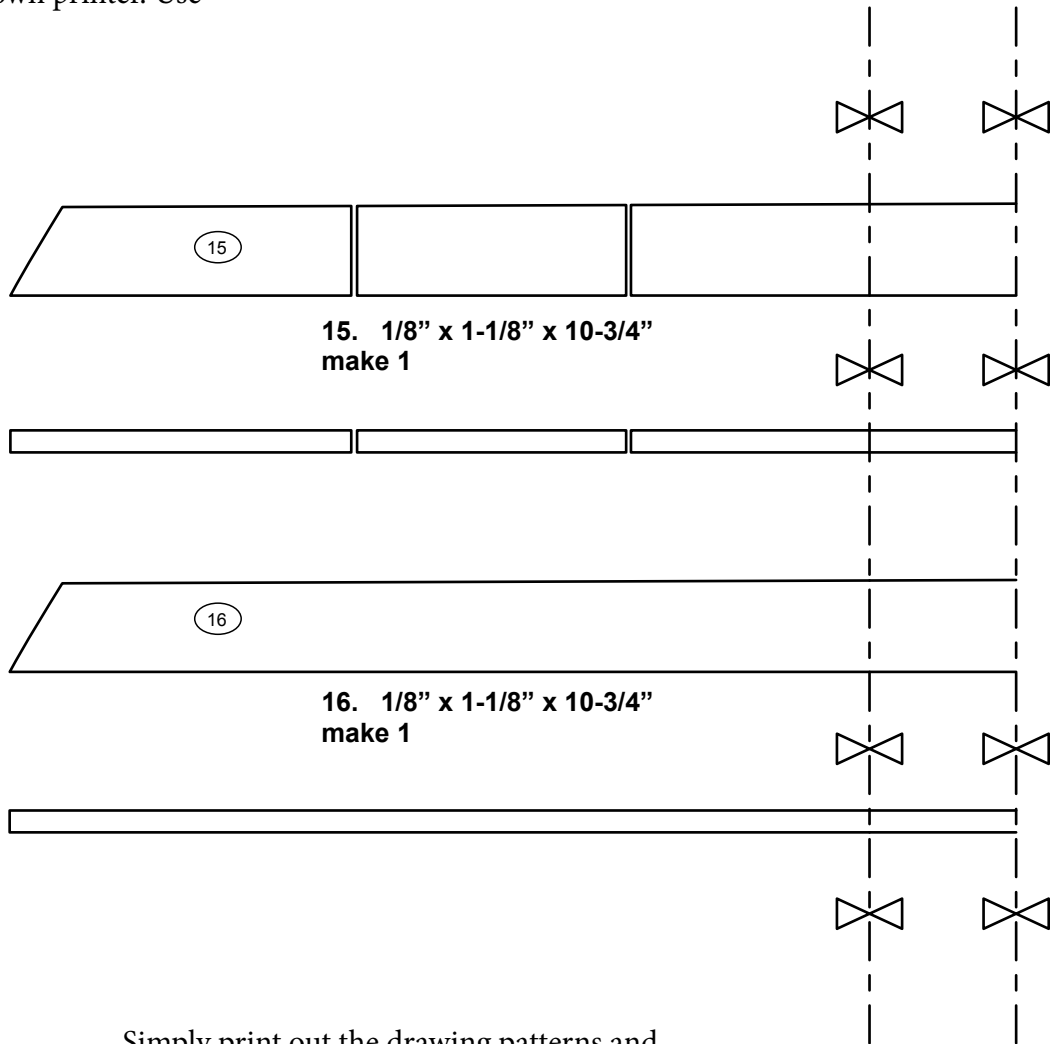 own printer. Use
15
15. 1/8” x 1-1/8” x 10-3/4”
make 1
16
16. 1/8” x 1-1/8” x 10-3/4”
make 1
Simply print out the drawing patterns and